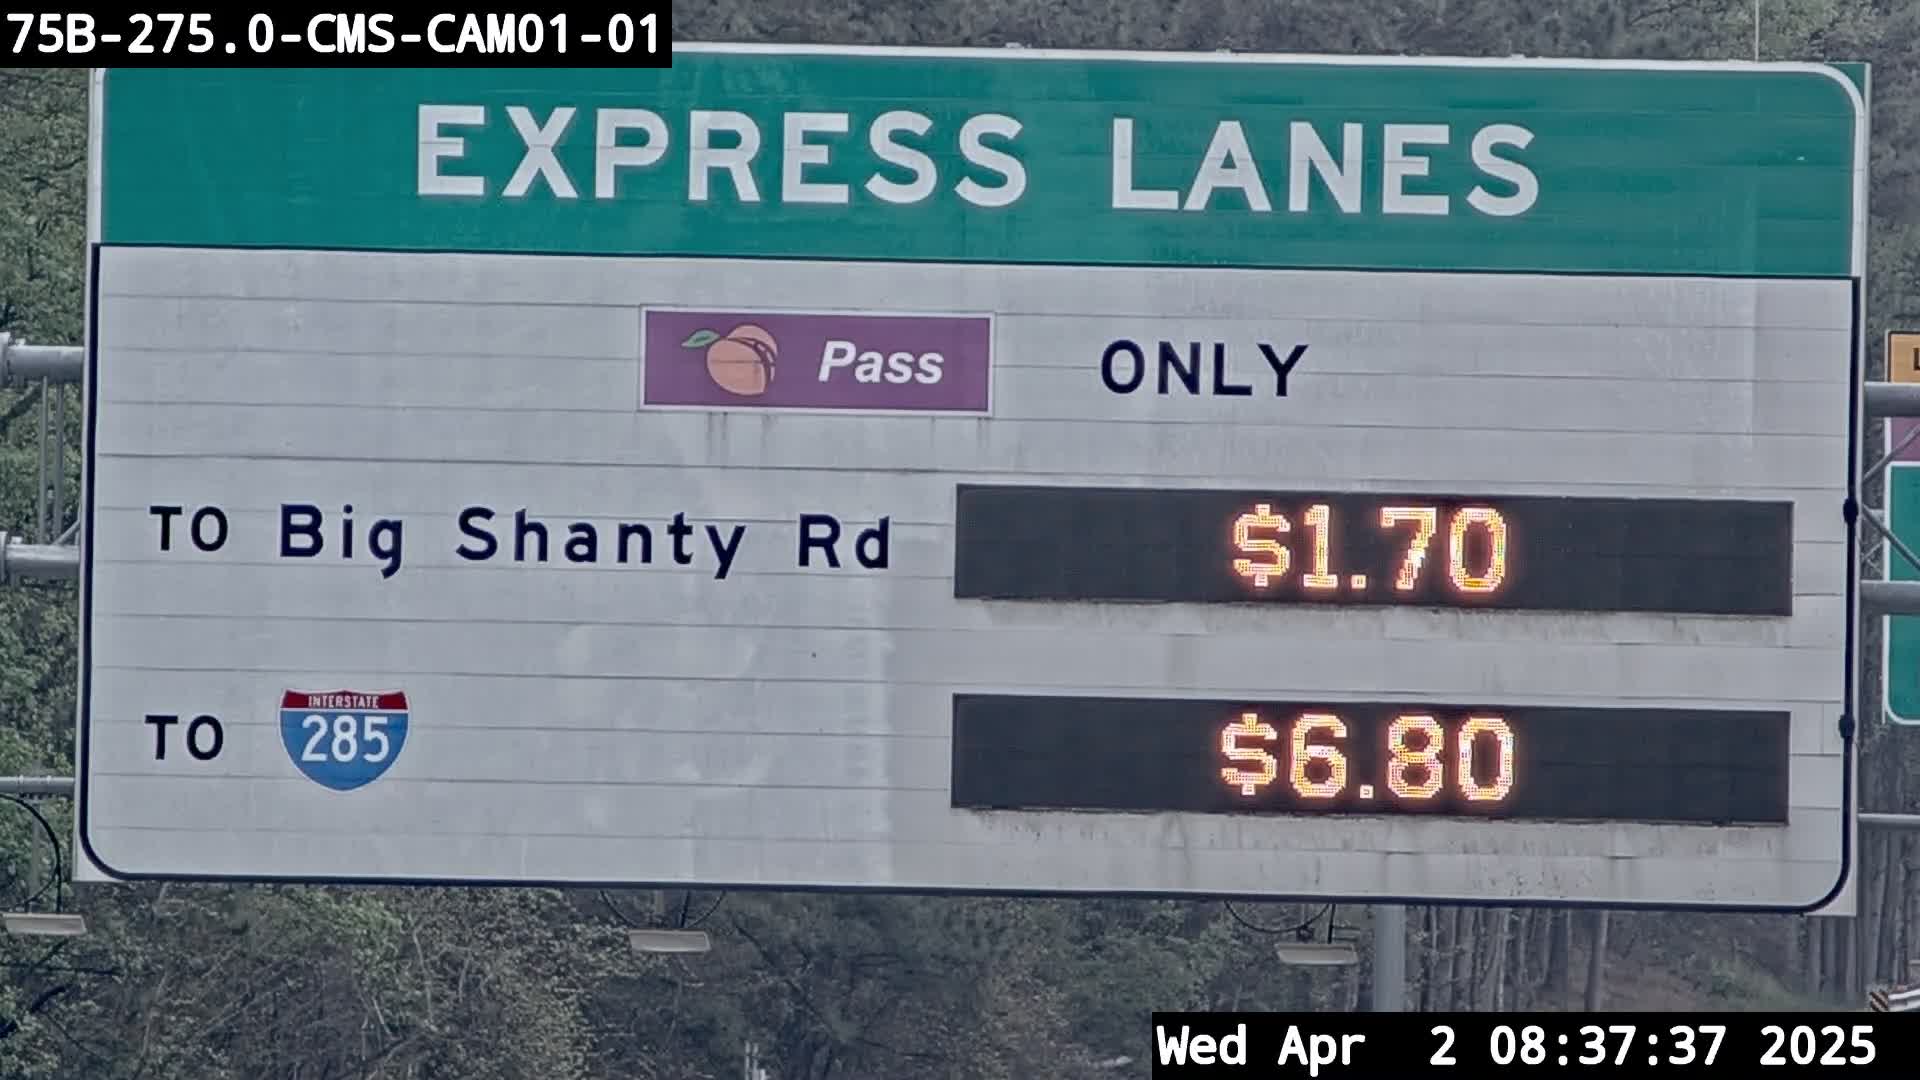 75B-275.0-CMS-CAM01-01
EXPRESS LANES
Pass ONLY
TO Big Shanty Rd $1.70
INTERSTATE
TO 285 $6.80
Wed Apr 2 08:37:37 2025